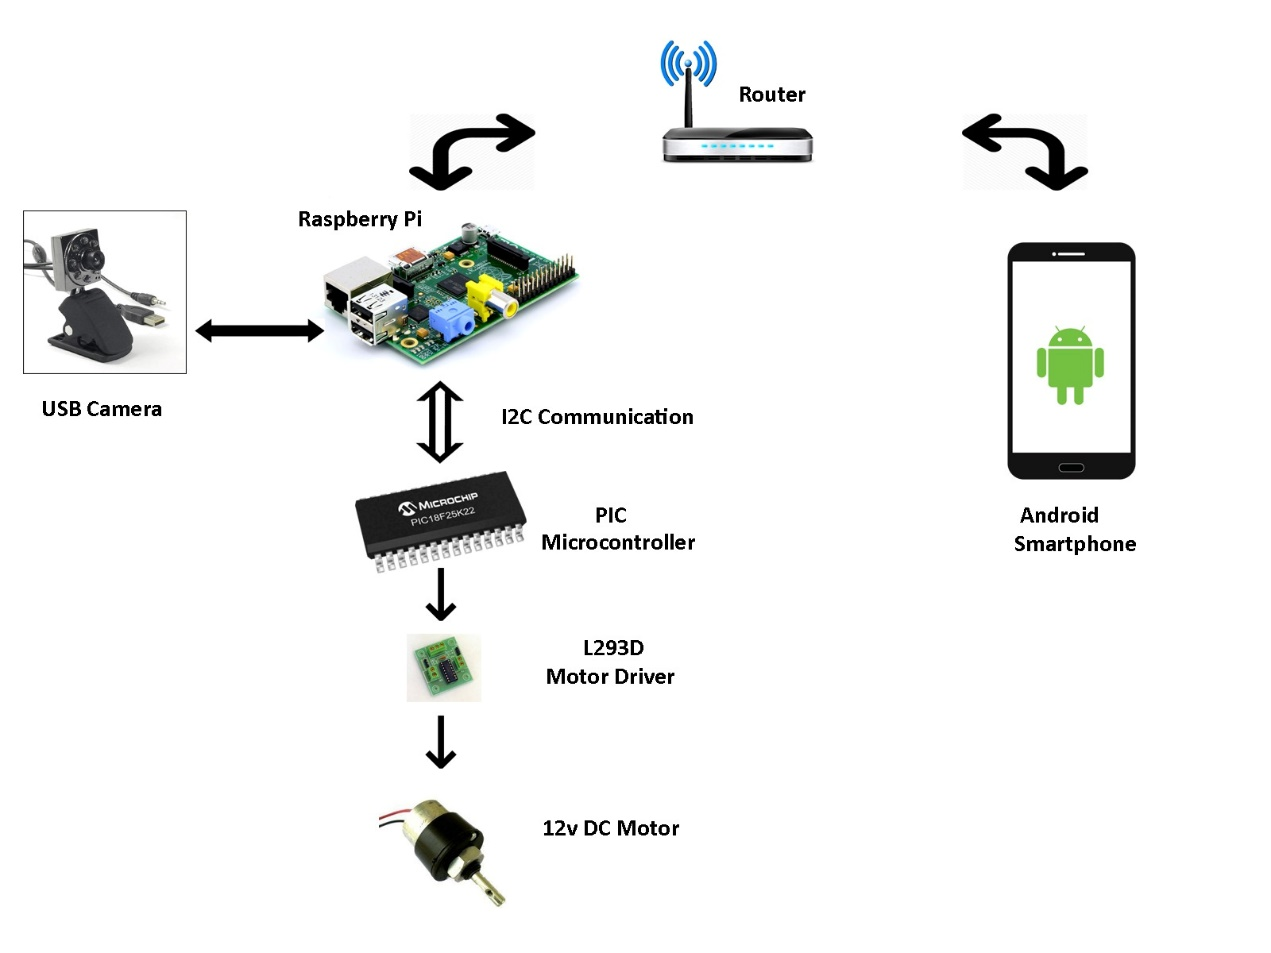 Router
Raspberry Pi
USB Camera
I2C Communication
MICROCHIP
PIC18F25K22
PIC
Microcontroller
Android
Smartphone
L293D
Motor Driver
12v DC Motor